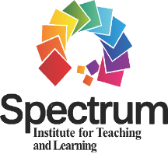 Spectrum
Institute for Teaching
and Learning